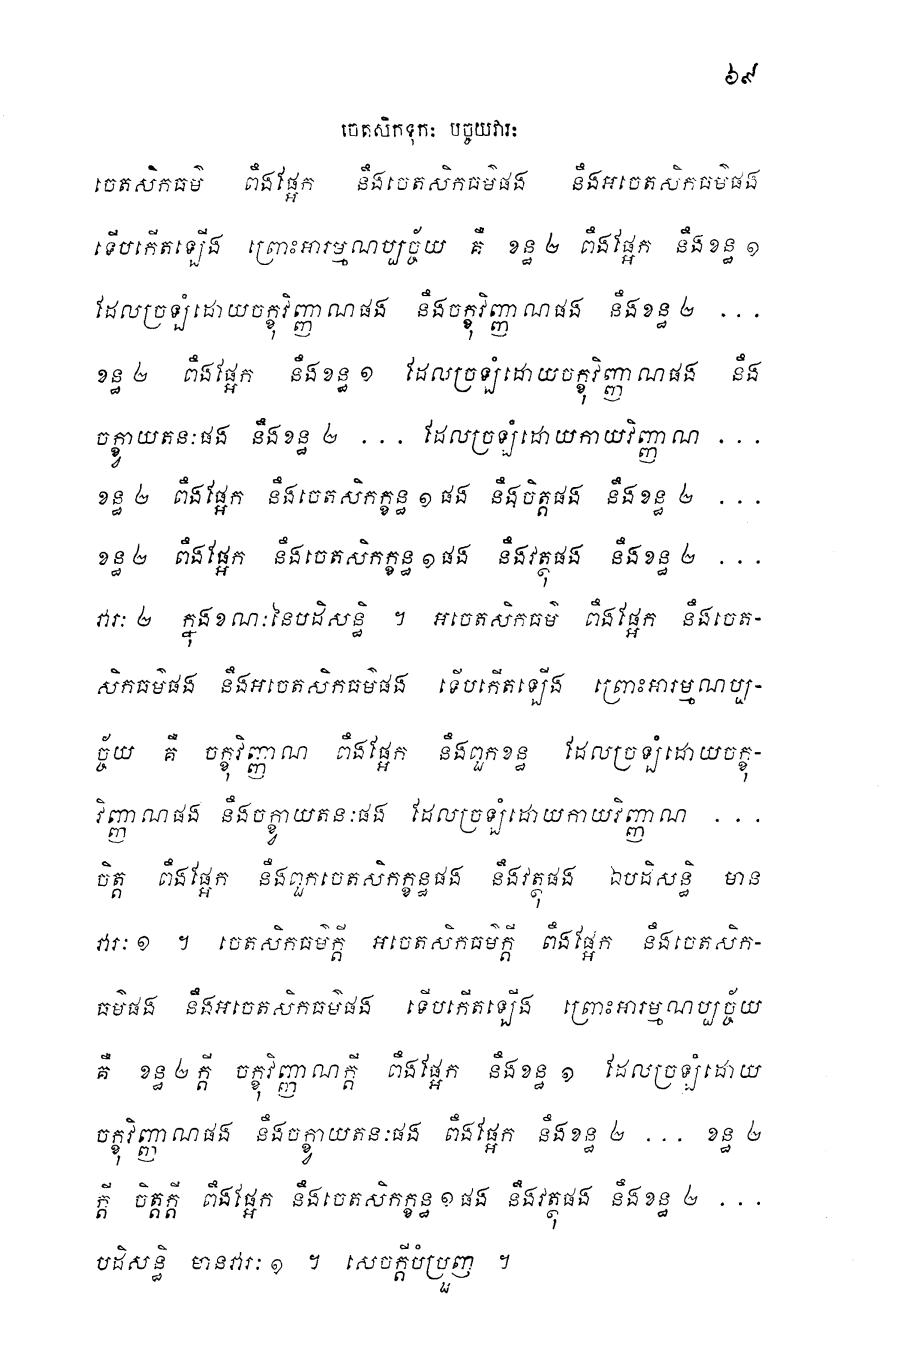 ៦៩
ចេតសិកទុកៈ បច្ចយវារៈ
ចេតសិកធម៌ ពឹងផ្អែក នឹងចេតសិកធម៌ផង នឹងអចេតសិកធម៌ផង
ទើបកើតឡើង ព្រោះអារម្មណប្បច្ច័យ គឺ ខន្ធ ២ ពឹងផ្អែក នឹងខន្ធ ១
ដែលច្រឡំដោយចក្ខុវិញ្ញាណផង នឹងចក្ខុវិញ្ញាណផង នឹងខន្ធ ២ ...
ខន្ធ ២ ពឹងផ្អែក នឹងខន្ធ ១ ដែលច្រឡំដោយចក្ខុវិញ្ញាណផង នឹង
ចក្ខ្វាយតនៈផង នឹងខន្ធ ២ ... ដែលច្រឡំដោយកាយវិញ្ញាណ ...
ខន្ធ ២ ពឹងផ្អែក នឹងចេតសិកក្ខន្ធ ១ ផង នឹងចិត្តផង នឹងខន្ធ ២ ...
ខន្ធ ២ ពឹងផ្អែក នឹងចេតសិកក្ខន្ធ ១ ផង នឹងវត្ថុផង នឹងខន្ធ ២ ...
វារៈ ២ ក្នុងខណៈនៃបដិសន្ធិ ។ អចេតសិកធម៌ ពឹងផ្អែក នឹងចេត-
សិកធម៌ផង នឹងអចេតសិកធម៌ផង ទើបកើតឡើង ព្រោះអារម្មណប្ប-
ច្ច័យ គឺ ចក្ខុវិញ្ញាណ ពឹងផ្អែក នឹងពួកខន្ធ ដែលច្រឡំដោយចក្ខុ-
វិញ្ញាណផង នឹងចក្ខ្វាយតនៈផង ដែលច្រឡំដោយកាយវិញ្ញាណ ...
ចិត្ត ពឹងផ្អែក នឹងពួកចេតសិកក្ខន្ធផង នឹងវត្ថុផង ឯបដិសន្ធិ មាន
វារៈ ១ ។ ចេតសិកធម៌ក្តី អចេតសិកធម៌ក្តី ពឹងផ្អែក នឹងចេតសិក-
ធម៌ផង នឹងអចេតសិកធម៌ផង ទើបកើតឡើង ព្រោះអារម្មណប្បច្ច័យ
គឺ ខន្ធ ២ ក្តី ចក្ខុវិញ្ញាណក្តី ពឹងផ្អែក នឹងខន្ធ ១ ដែលច្រឡំដោយ
ចក្ខុវិញ្ញាណផង នឹងចក្ខ្វាយតនៈផង ពឹងផ្អែក នឹងខន្ធ ២ ... ខន្ធ ២
ក្តី ចិត្តក្តី ពឹងផ្អែក នឹងចេតសិកក្ខន្ធ ១ ផង នឹងវត្ថុផង នឹងខន្ធ ២ ...
បដិសន្ធិ មានវារៈ ១ ។ សេចក្តីបំប្រួញ ។